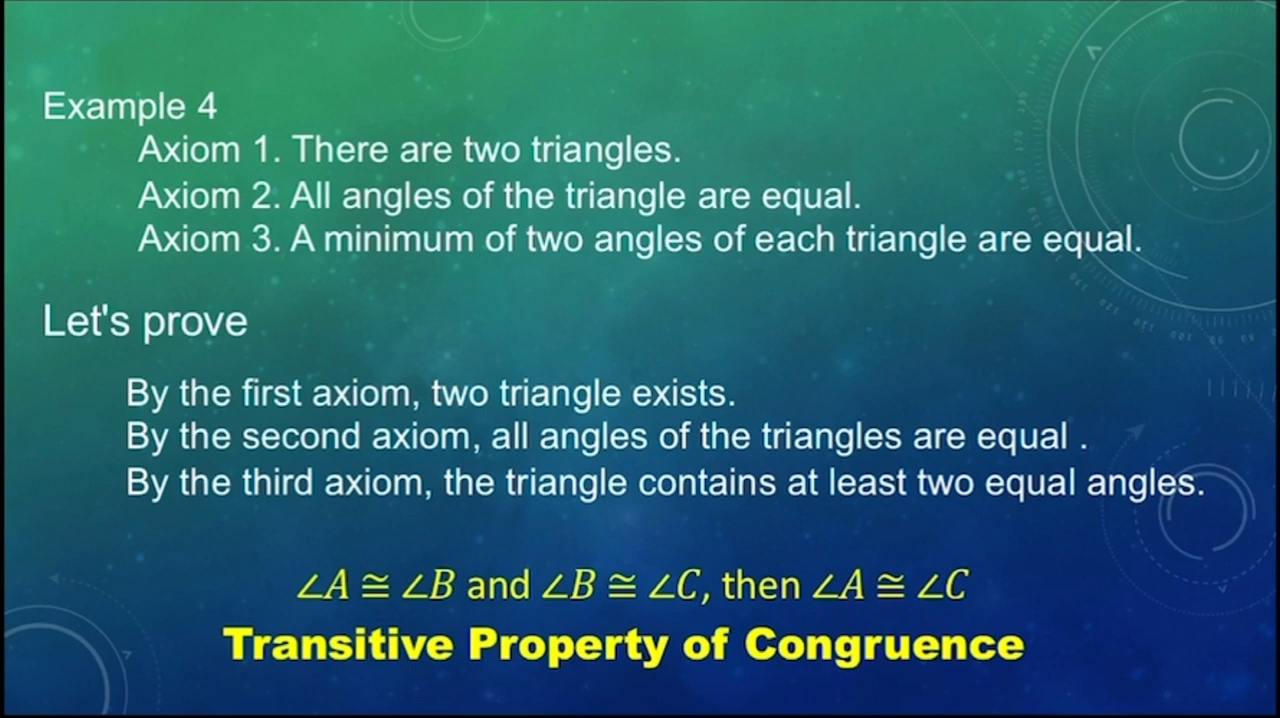 Example 4
Axiom 1. There are two triangles.
Axiom 2. All angles of the triangle are equal.
Axiom 3. A minimum of two angles of each triangle are equal.
Let's prove
By the first axiom, two triangle exists.
By the second axiom, all angles of the triangles are equal .
By the third axiom, the triangle contains at least two equal angles.
∠A ≅ ∠B and ∠B ≅ ∠C, then ∠A ≅ ∠C
Transitive Property of Congruence